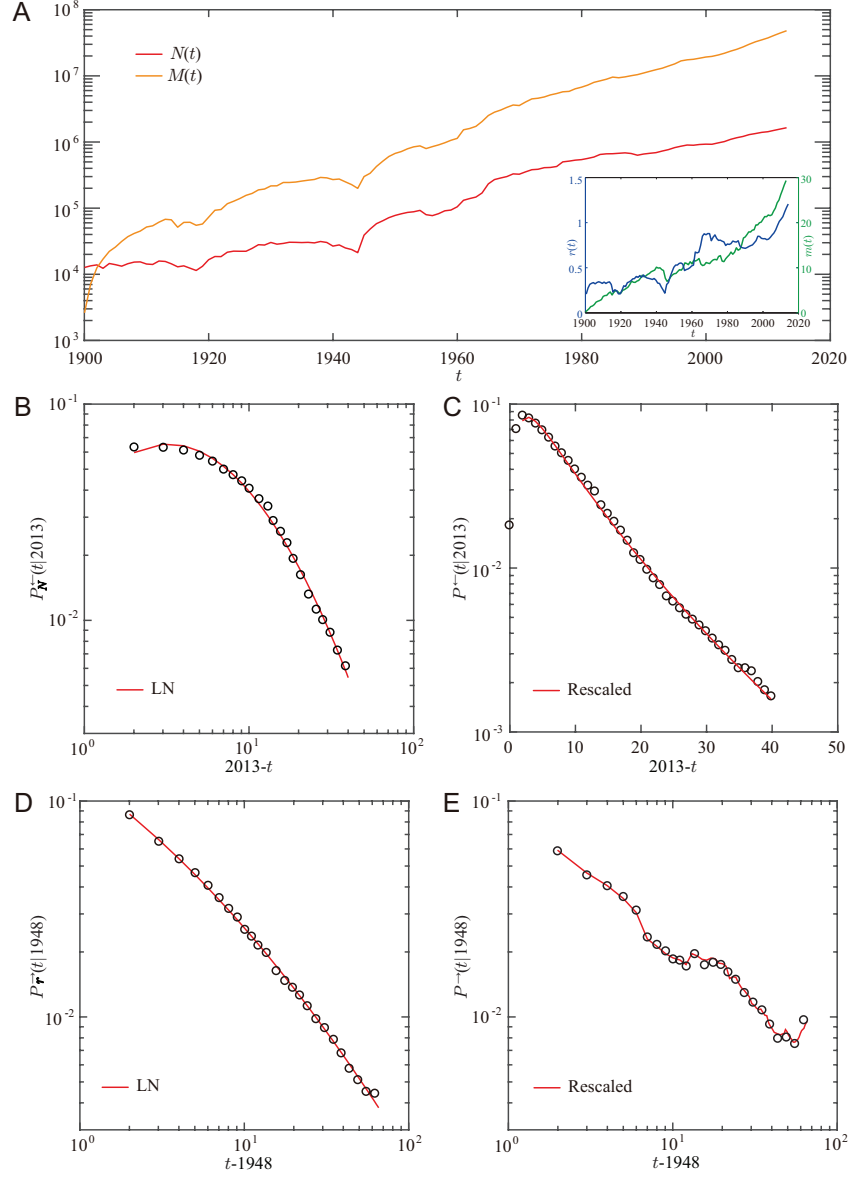 A
10^8
10^7
10^6
10^5
10^4
10^3
N(t)
M(t)
1900 1920 1940 1960 1980 2000 2020
t
1.5
1
0.5
0
r(t)
30
20
10
0
m(t)
1900 1920 1940 1960 1980 2000 2020
t
B
10^-1
10^-2
P_N^←(t|2013)
LN
10^0 10^1 10^2
2013-t
C
10^-1
10^-2
10^-3
P^←(t|2013)
Rescaled
0 10 20 30 40 50
2013-t
D
10^-1
10^-2
P_r^→(t|1948)
LN
10^0 10^1 10^2
t-1948
E
10^-1
10^-2
P^→(t|1948)
Rescaled
10^0 10^1 10^2
t-1948